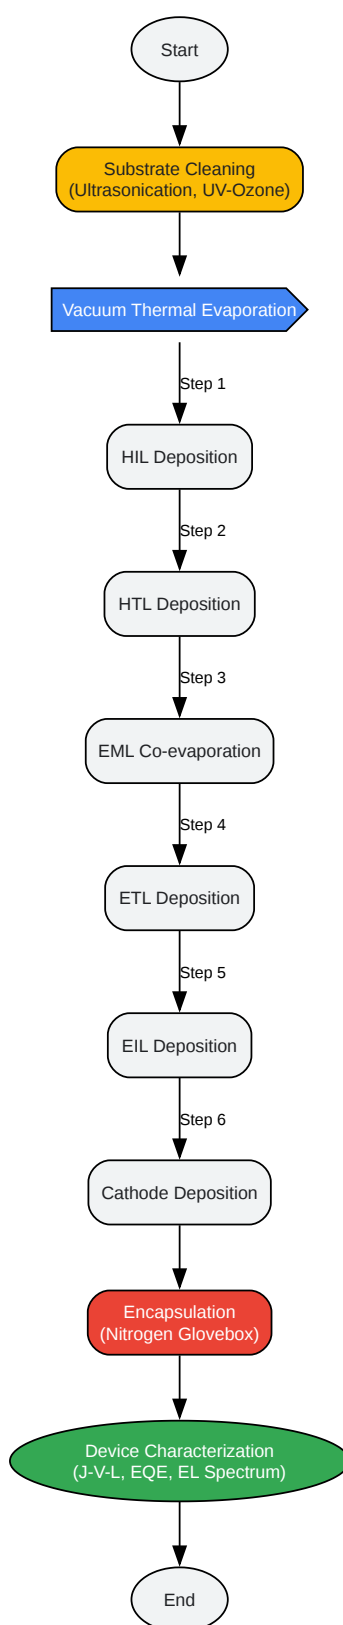 Start
Substrate Cleaning
(Ultrasonication, UV-Ozone)
Vacuum Thermal Evaporation
Step 1
HIL Deposition
Step 2
HTL Deposition
Step 3
EML Co-evaporation
Step 4
ETL Deposition
Step 5
EIL Deposition
Step 6
Cathode Deposition
Encapsulation
(Nitrogen Glovebox)
Device Characterization
(J-V-L, EQE, EL Spectrum)
End